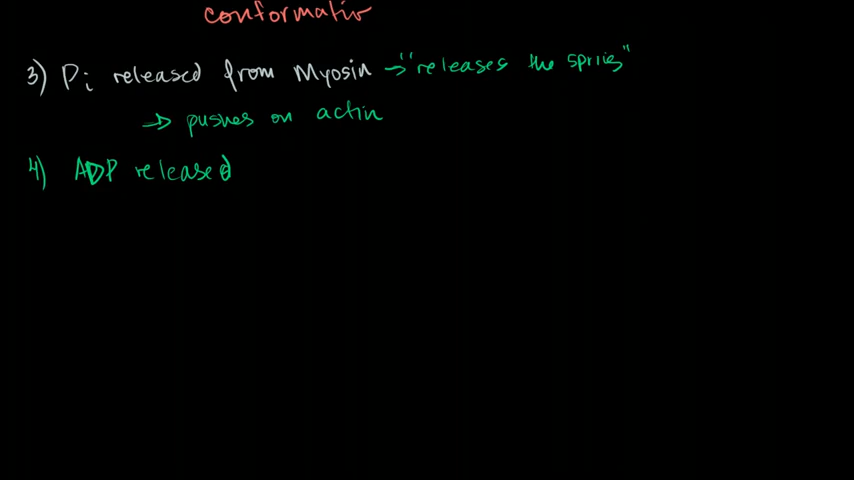 conformatio
3) Pi released from Myosin → "releases the spring"
⇒ pushes on actin
4) ADP released